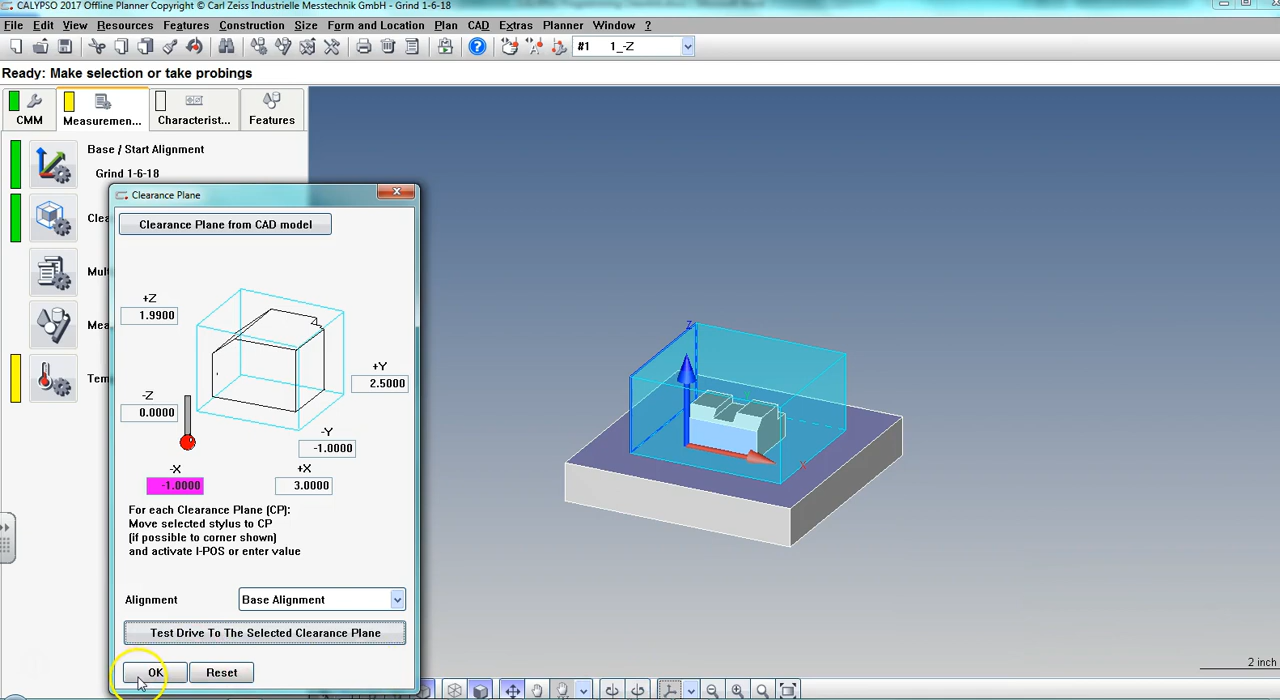 CALYPSO 2017 Offline Planner Copyright © Carl Zeiss Industrielle Messtechnik GmbH - Grind 1-6-18
File Edit View Resources Features Construction Size Form and Location Plan CAD Extras Planner Window ?
#1 1_-Z
Ready: Make selection or take probings
CMM Measuremen... Characterist... Features
Base / Start Alignment
Grind 1-6-18
Clea
Mult
Mea
Tem
Clearance Plane
Clearance Plane from CAD model
+Z
1.9900
+Y
2.5000
-Z
0.0000
-Y
-1.0000
-X
-1.0000
+X
3.0000
For each Clearance Plane (CP):
Move selected stylus to CP
(if possible to corner shown)
and activate I-POS or enter value
Alignment Base Alignment
Test Drive To The Selected Clearance Plane
OK Reset
Z
X
2 inch